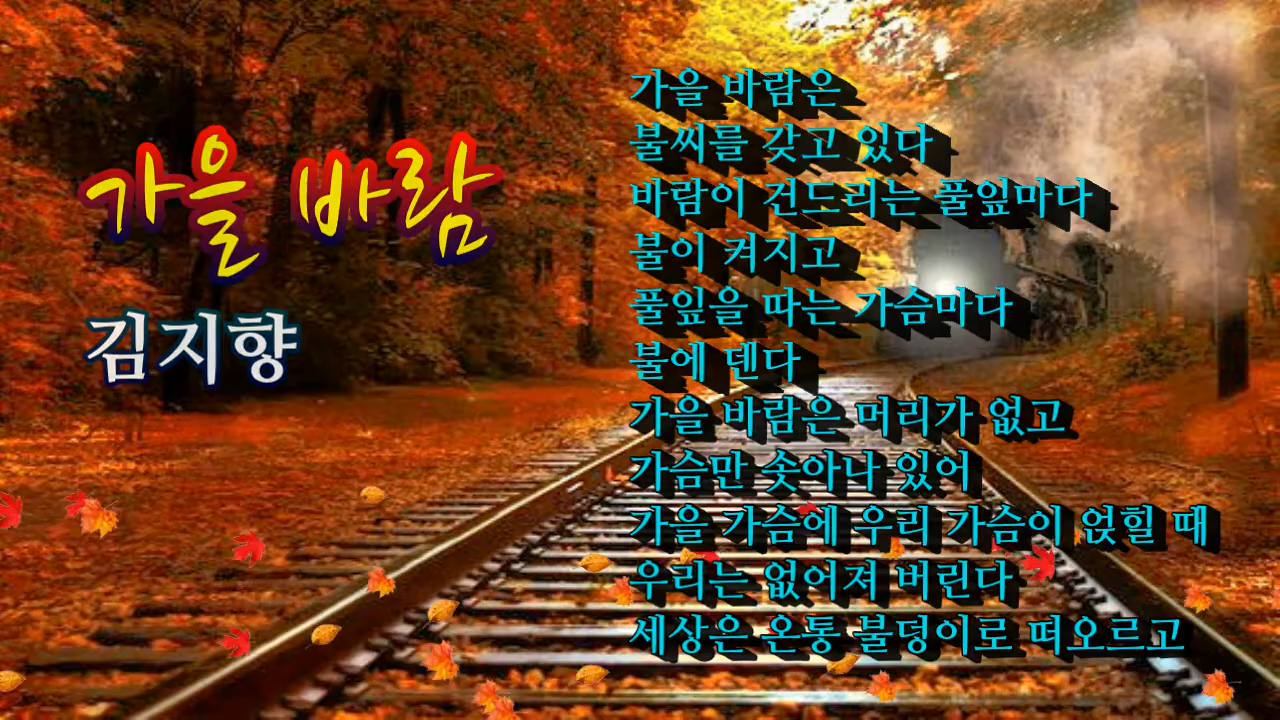 가을 바람
김지향
가을 바람은
불씨를 갖고 있다
바람이 건드리는 풀잎마다
불이 켜지고
풀잎을 따는 가슴마다
불에 덴다
가을 바람은 머리가 없고
가슴만 솟아나 있어
가을 가슴에 우리 가슴이 얹힐 때
우리는 없어져 버린다
세상은 온통 불덩이로 떠오르고